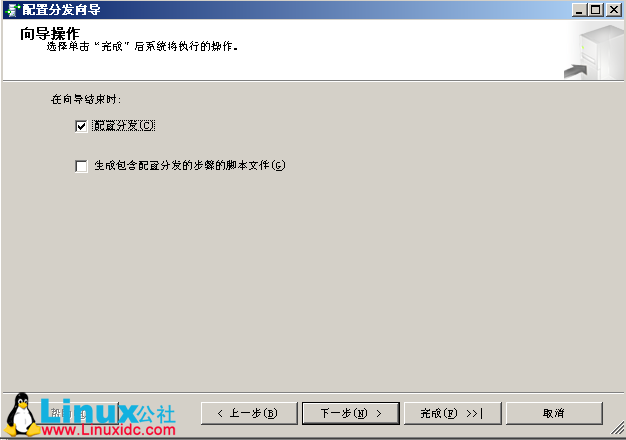 配置分发向导
向导操作
选择单击“完成”后系统将执行的操作。
在向导结束时:
配置分发(C)
生成包含配置分发的步骤的脚本文件(G)
< 上一步(B)
下一步(N) >
完成(F) >>|
取消
Linux公社
www.Linuxidc.com